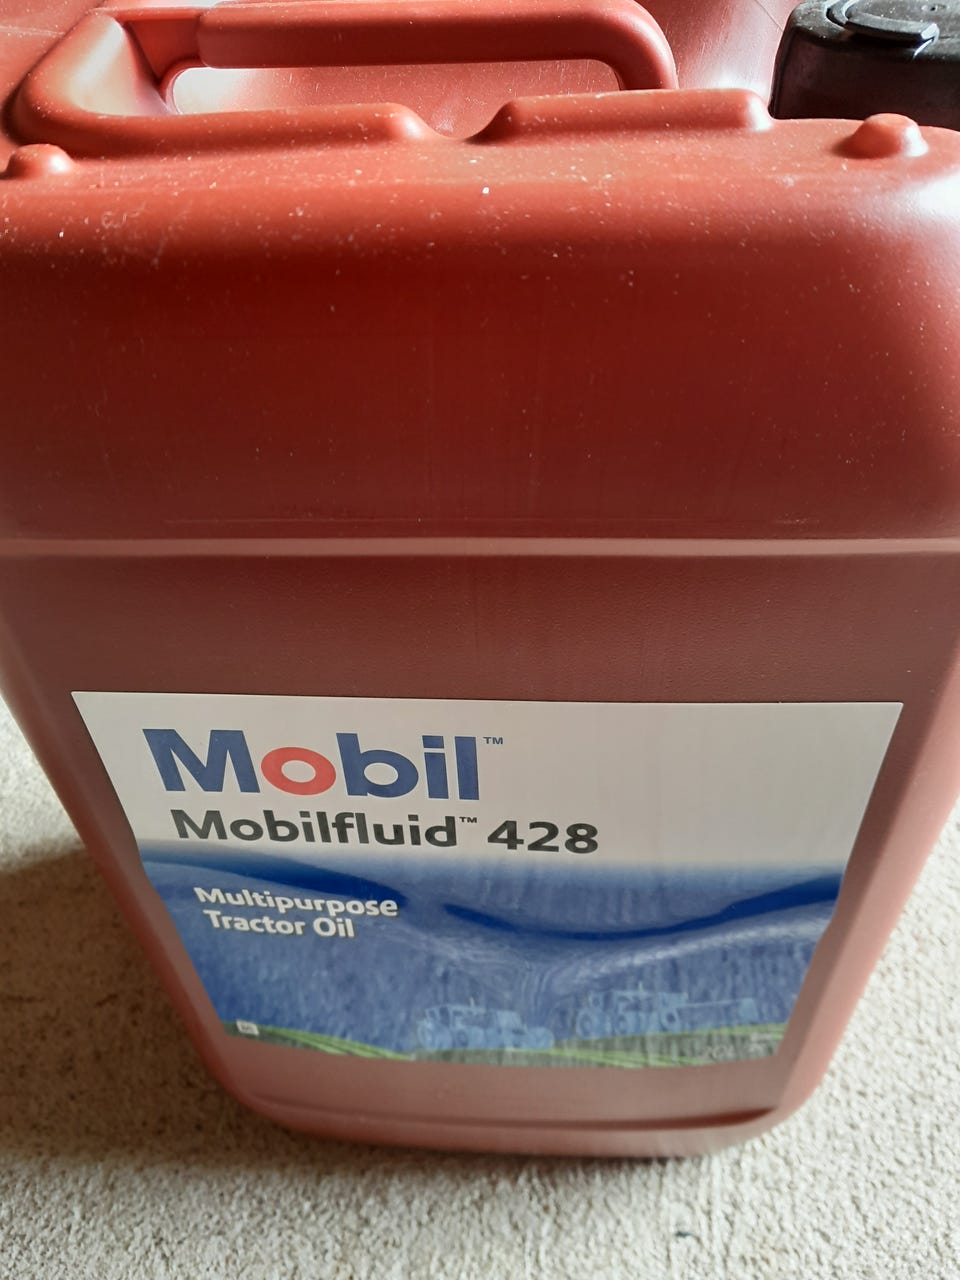 Mobil™
Mobilfluid™ 428
Multipurpose
Tractor Oil